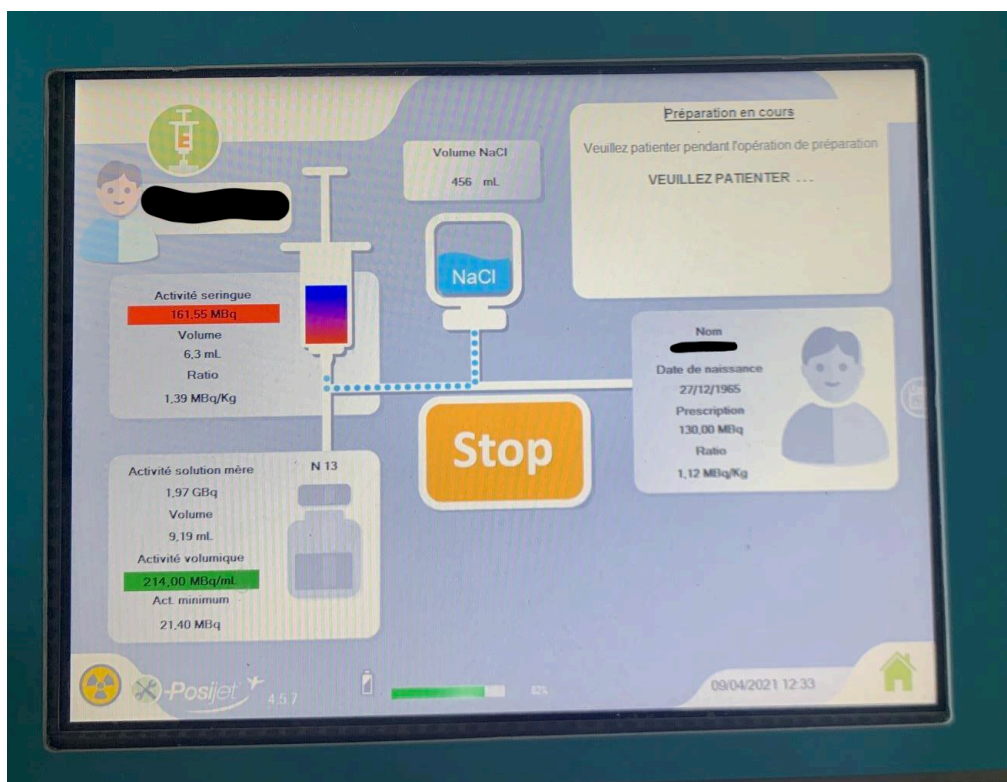 E
Activité seringue
161,55 MBq
Volume
6,3 mL
Ratio
1,39 MBq/Kg
Volume NaCl
456 mL
NaCl
Préparation en cours
Veuillez patienter pendant l'opération de préparation
VEUILLEZ PATIENTER ...
Nom
Date de naissance
27/12/1965
Prescription
130,00 MBq
Ratio
1,12 MBq/Kg
Stop
Activité solution mère
N 13
1,97 GBq
Volume
9,19 mL
Activité volumique
214,00 MBq/mL
Act. minimum
21,40 MBq
-Posijet
4.5.7
82%
09/04/2021 12:33